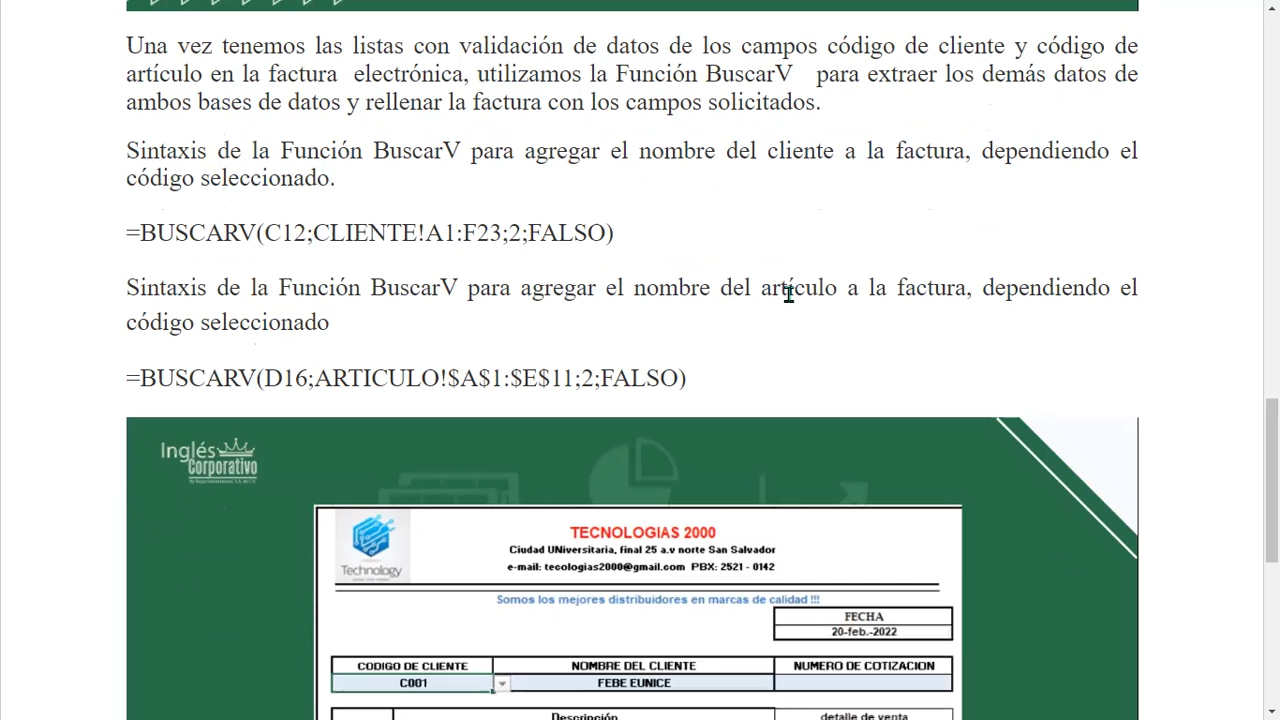 Una vez tenemos las listas con validación de datos de los campos código de cliente y código de
artículo en la factura electrónica, utilizamos la Función BuscarV para extraer los demás datos de
ambos bases de datos y rellenar la factura con los campos solicitados.
Sintaxis de la Función BuscarV para agregar el nombre del cliente a la factura, dependiendo el
código seleccionado.
=BUSCARV(C12;CLIENTE!A1:F23;2;FALSO)
Sintaxis de la Función BuscarV para agregar el nombre del artículo a la factura, dependiendo el
código seleccionado
=BUSCARV(D16;ARTICULO!$A$1:$E$11;2;FALSO)
Inglés
Corporativo
TECNOLOGIAS 2000
Ciudad UNiversitaria, final 25 a.v norte San Salvador
Technology
e-mail: tecologias2000@gmail.com PBX: 2521 - 0142
Somos los mejores distribuidores en marcas de calidad !!!
FECHA
20-feb.-2022
CODIGO DE CLIENTE NOMBRE DEL CLIENTE NUMERO DE COTIZACION
C001 FEBE EUNICE
Descripción detalle de venta